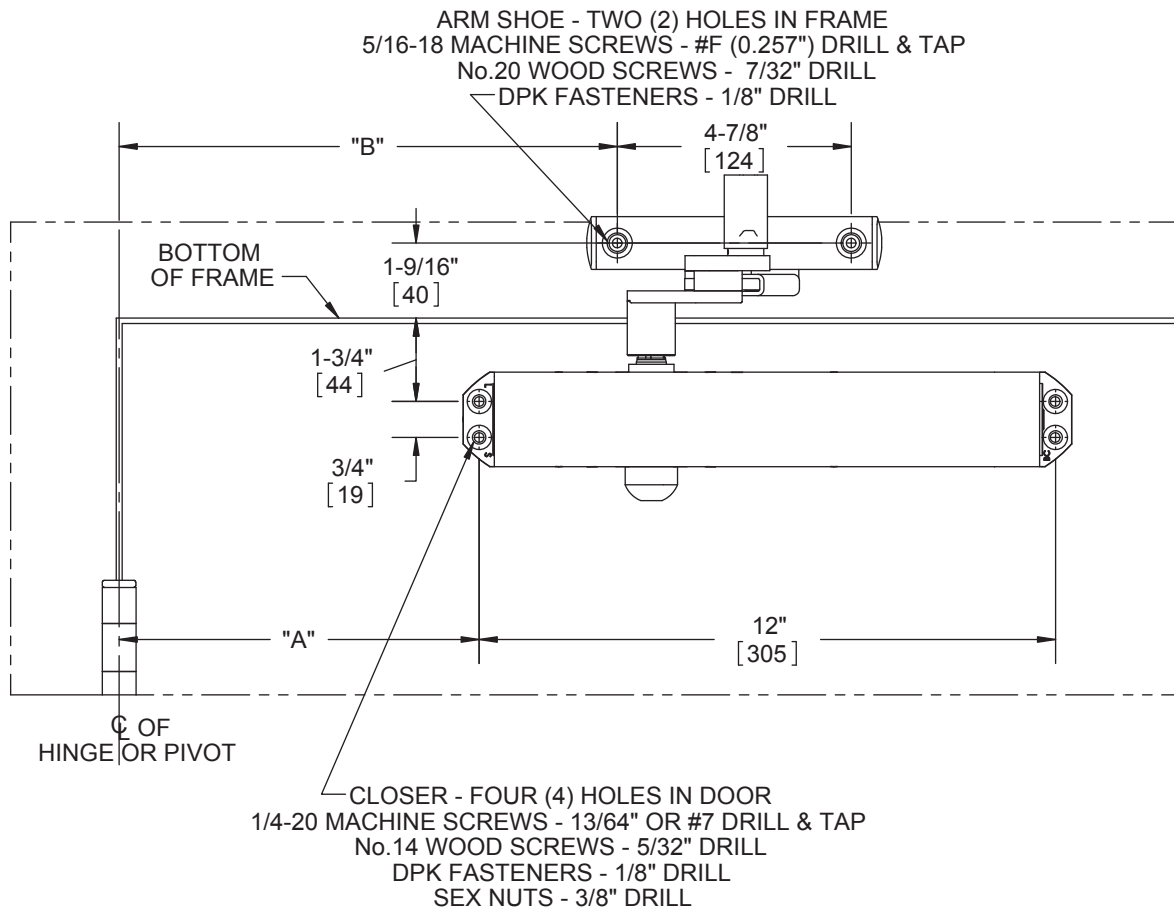 ARM SHOE - TWO (2) HOLES IN FRAME
5/16-18 MACHINE SCREWS - #F (0.257") DRILL & TAP
No.20 WOOD SCREWS - 7/32" DRILL
DPK FASTENERS - 1/8" DRILL
"B"
4-7/8"
[124]
BOTTOM
OF FRAME
1-9/16"
[40]
1-3/4"
[44]
L
S
BC
3/4"
[19]
"A"
12"
[305]
℄ OF
HINGE OR PIVOT
CLOSER - FOUR (4) HOLES IN DOOR
1/4-20 MACHINE SCREWS - 13/64" OR #7 DRILL & TAP
No.14 WOOD SCREWS - 5/32" DRILL
DPK FASTENERS - 1/8" DRILL
SEX NUTS - 3/8" DRILL